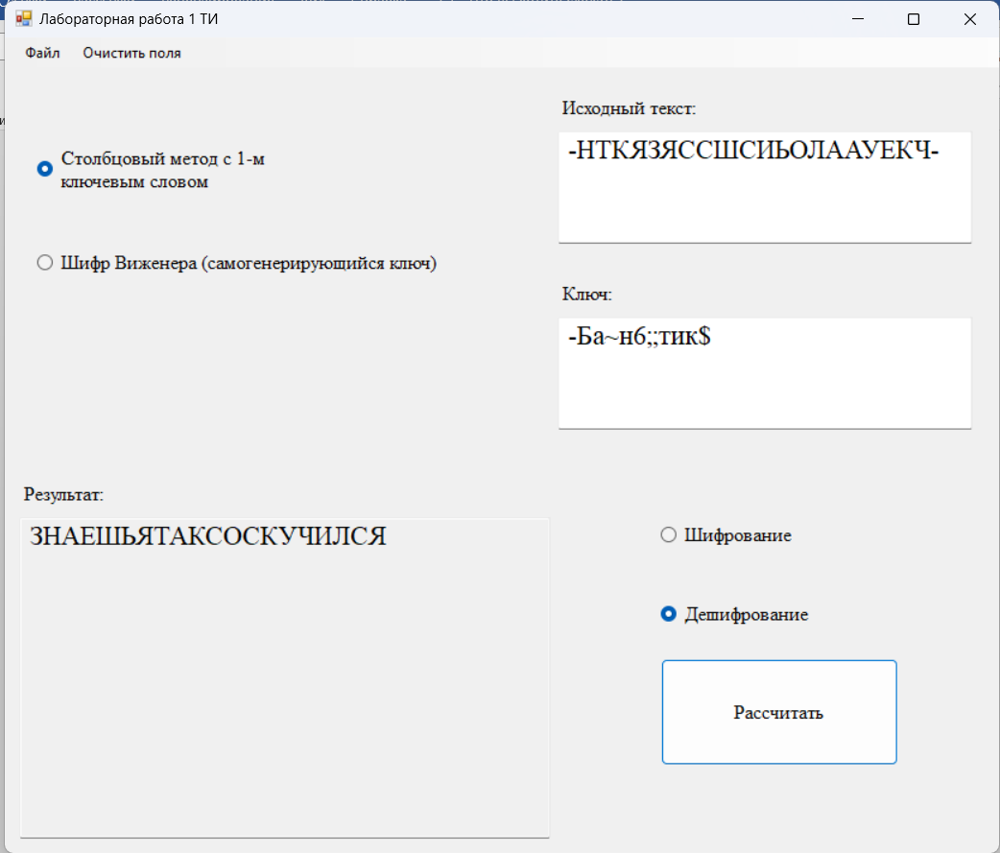 Лабораторная работа 1 ТИ
Файл Очистить поля
Исходный текст:
-НТКЯЗЯССШСИЬОЛААУЕКЧ-
Столбцовый метод с 1-м
ключевым словом
Шифр Виженера (самогенерирующийся ключ)
Ключ:
-Ба~н6;;тик$
Результат:
ЗНАЕШЬЯТАКСОСКУЧИЛСЯ
Шифрование
Дешифрование
Рассчитать